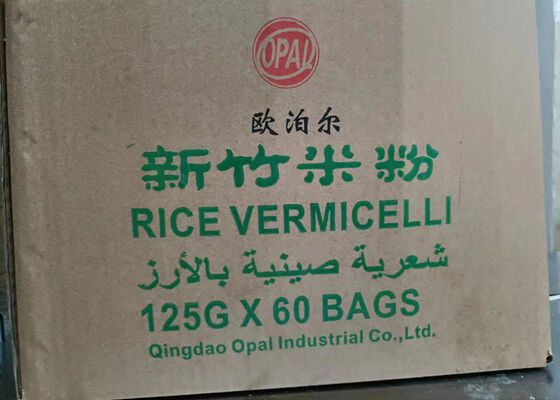 OPAL
欧泊尔
新竹米粉
RICE VERMICELLI
شعرية صينية بالأرز
125G X 60 BAGS
Qingdao Opal Industrial Co.,Ltd.